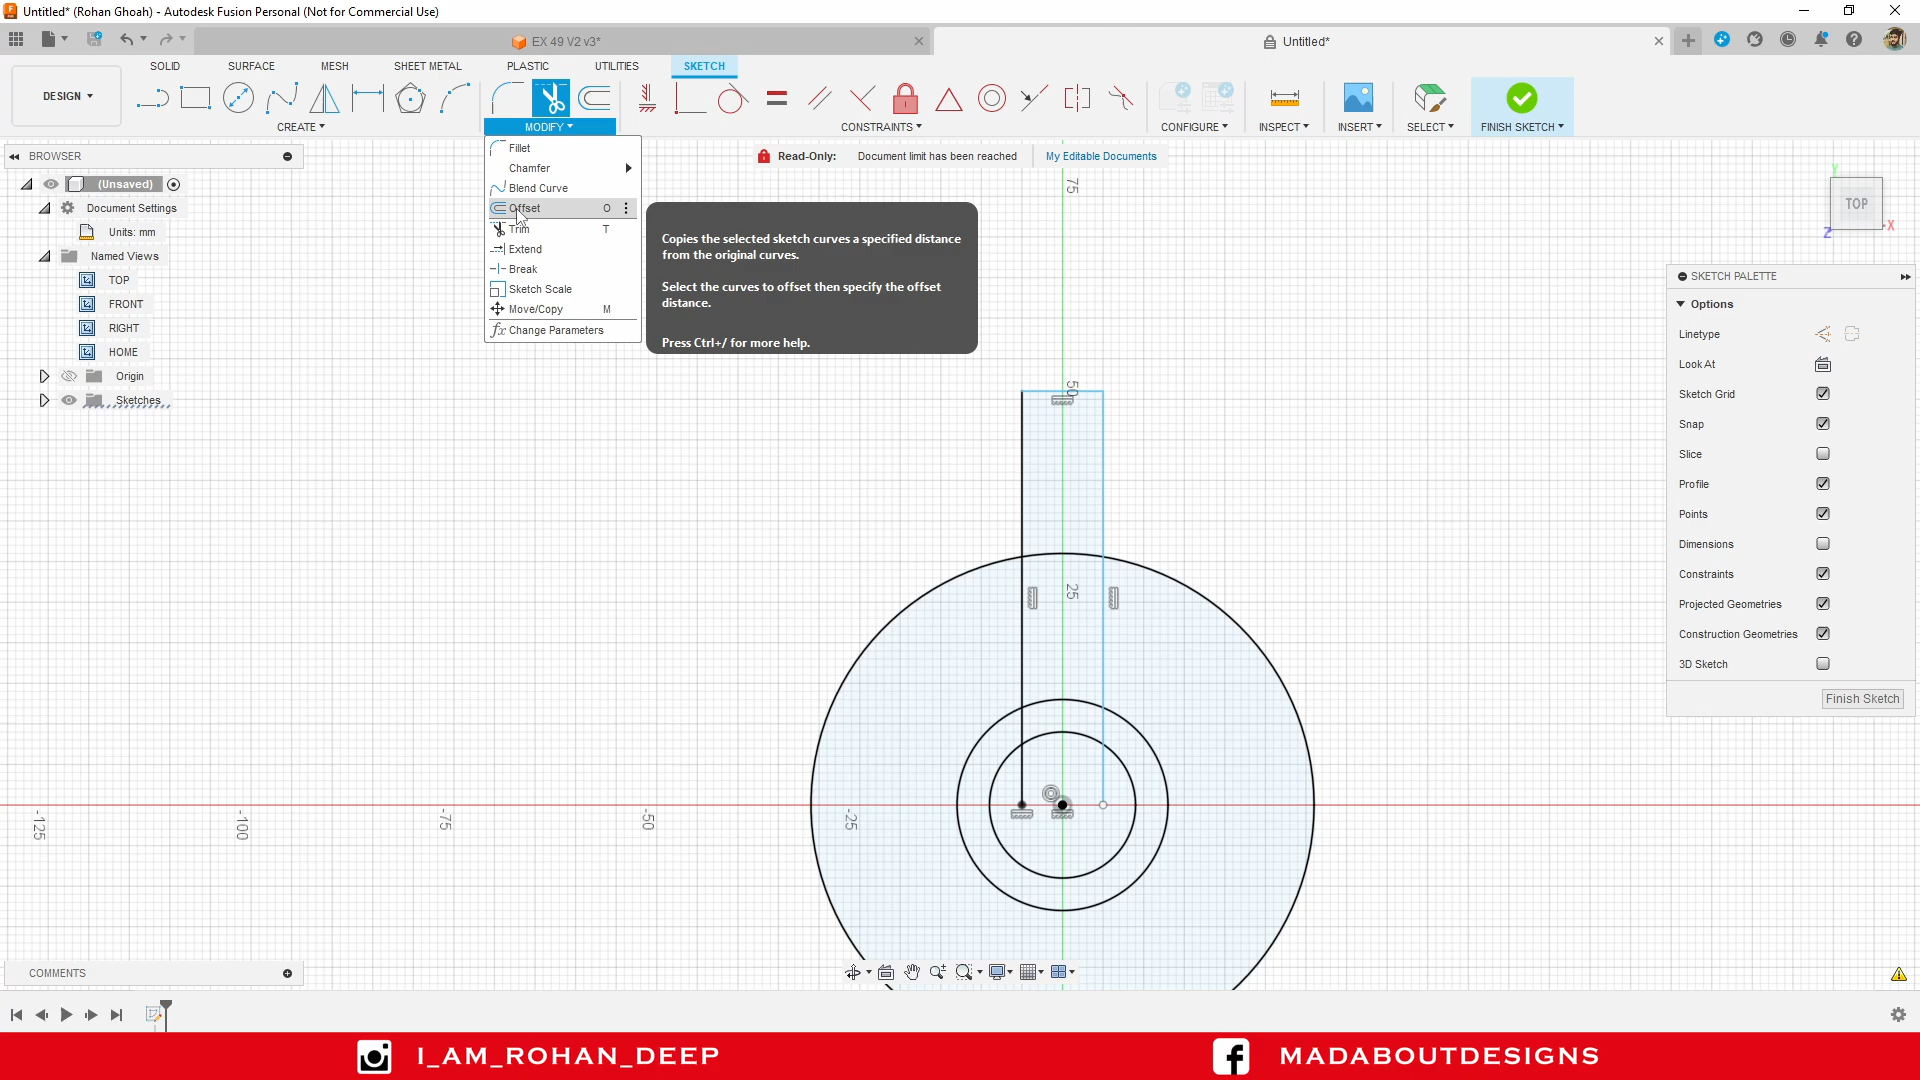 Untitled* (Rohan Ghoah) - Autodesk Fusion Personal (Not for Commercial Use)
EX 49 V2 v3*
Untitled*
SOLID
SURFACE
MESH
SHEET METAL
PLASTIC
UTILITIES
SKETCH
DESIGN
CREATE
MODIFY
CONSTRAINTS
CONFIGURE
INSPECT
INSERT
SELECT
FINISH SKETCH
BROWSER
Read-Only: Document limit has been reached
My Editable Documents
(Unsaved)
Document Settings
Units: mm
Named Views
TOP
FRONT
RIGHT
HOME
Origin
Sketches
Fillet
Chamfer
Blend Curve
Offset O
Trim T
Extend
Break
Sketch Scale
Move/Copy M
fx Change Parameters
Copies the selected sketch curves a specified distance
from the original curves.
Select the curves to offset then specify the offset
distance.
Press Ctrl+/ for more help.
75
50
25
-125
-100
-75
-50
-25
Y
TOP
X
Z
SKETCH PALETTE
Options
Linetype
Look At
Sketch Grid
Snap
Slice
Profile
Points
Dimensions
Constraints
Projected Geometries
Construction Geometries
3D Sketch
Finish Sketch
COMMENTS
I_AM_ROHAN_DEEP
MADABOUTDESIGNS